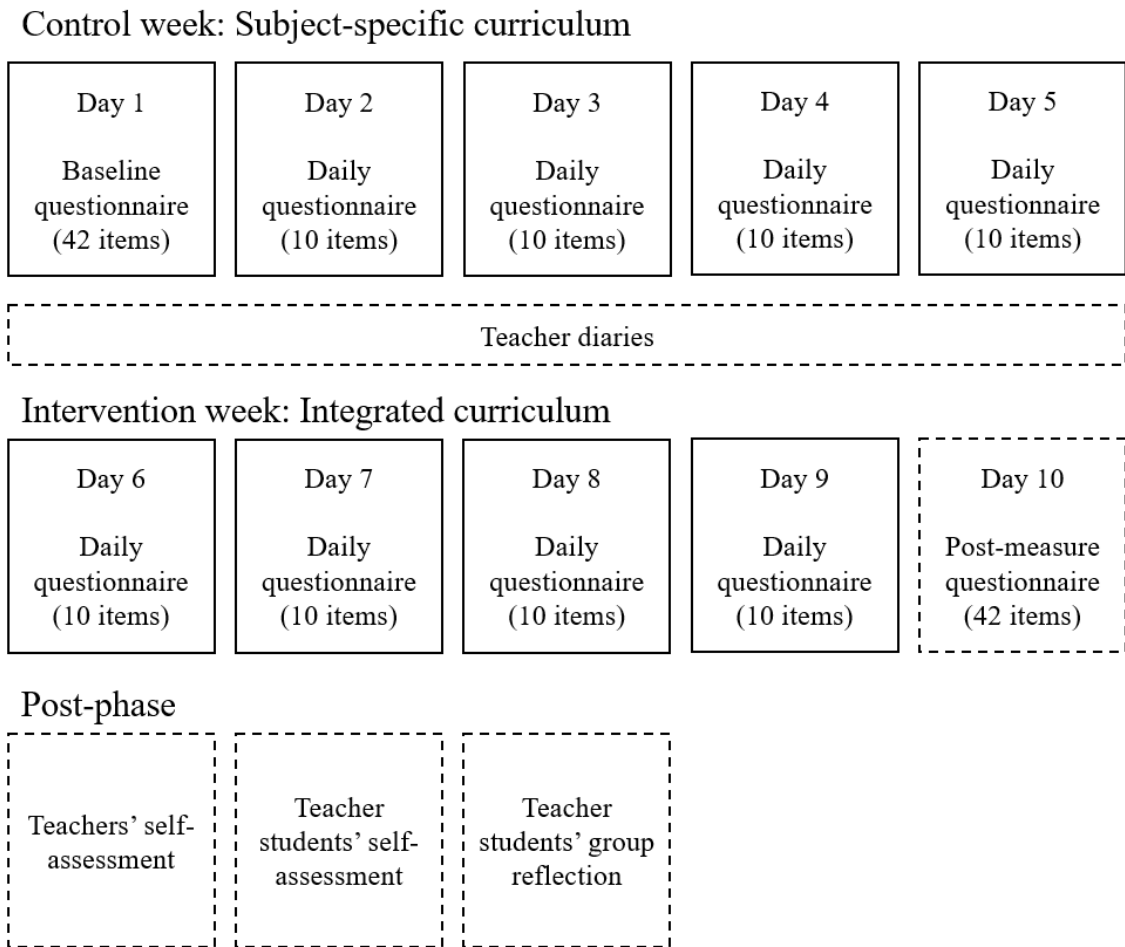 Control week: Subject-specific curriculum
Day 1
Baseline
questionnaire
(42 items)
Day 2
Daily
questionnaire
(10 items)
Day 3
Daily
questionnaire
(10 items)
Day 4
Daily
questionnaire
(10 items)
Day 5
Daily
questionnaire
(10 items)
Teacher diaries
Intervention week: Integrated curriculum
Day 6
Daily
questionnaire
(10 items)
Day 7
Daily
questionnaire
(10 items)
Day 8
Daily
questionnaire
(10 items)
Day 9
Daily
questionnaire
(10 items)
Day 10
Post-measure
questionnaire
(42 items)
Post-phase
Teachers’ self-
assessment
Teacher
students’ self-
assessment
Teacher
students’ group
reflection